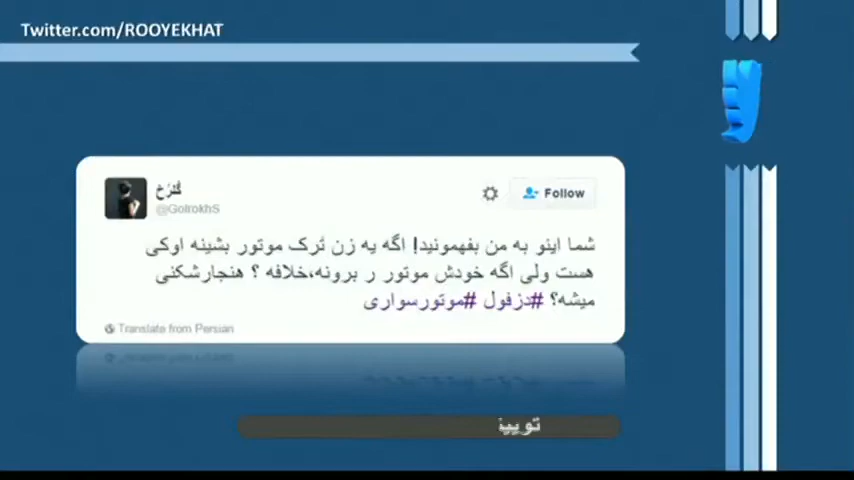 Twitter.com/ROOYEKHAT
گلرخ
@GolrokhS
Follow
شما اینو به من بفهمونید! اگه یه زن تَرک موتور بشینه اوکی
هست ولی اگه خودش موتور ر برونه،خلافه ؟ هنجارشکنی
میشه؟ #دزفول #موتورسواری
Translate from Persian